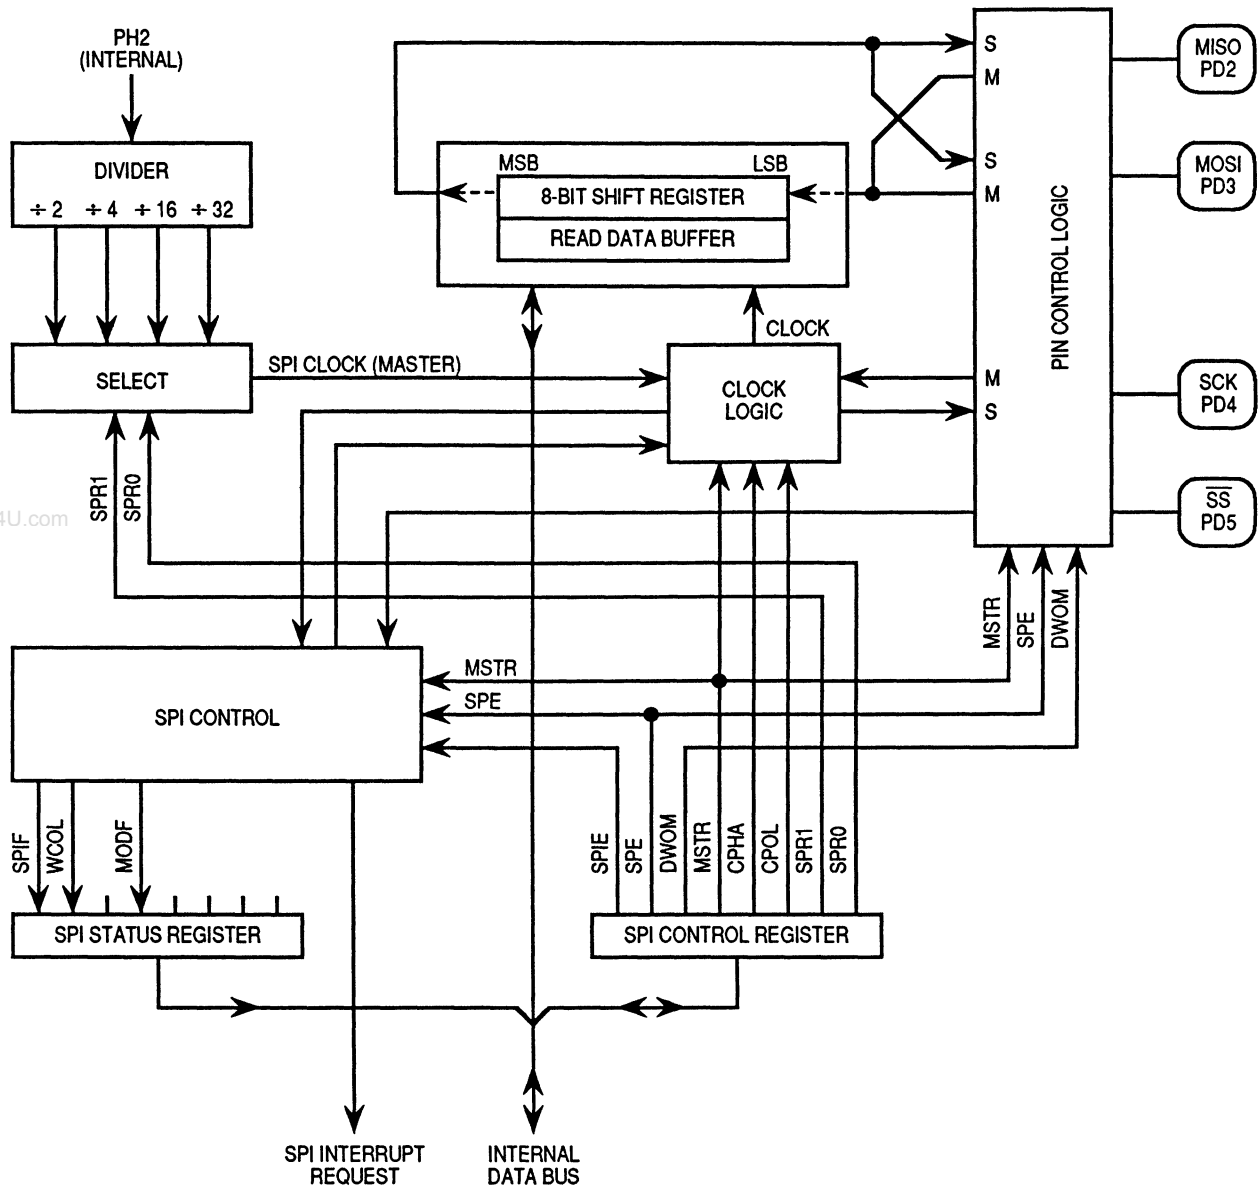 PH2
(INTERNAL)
DIVIDER
÷ 2 ÷ 4 ÷ 16 ÷ 32
SELECT
SPI CLOCK (MASTER)
SPR1
SPR0
4U.com
MSB
LSB
8-BIT SHIFT REGISTER
READ DATA BUFFER
CLOCK
CLOCK
LOGIC
S
M
S
M
M
S
PIN CONTROL LOGIC
MISO
PD2
MOSI
PD3
SCK
PD4
SS
PD5
MSTR
SPE
DWOM
MSTR
SPE
SPI CONTROL
SPIF
WCOL
MODF
SPI STATUS REGISTER
SPIE
SPE
DWOM
MSTR
CPHA
CPOL
SPR1
SPR0
SPI CONTROL REGISTER
SPI INTERRUPT
REQUEST
INTERNAL
DATA BUS